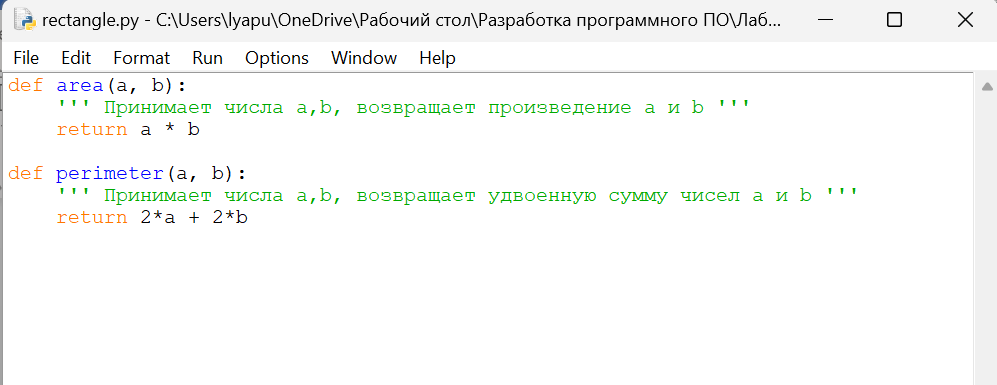 rectangle.py - C:\Users\lyapu\OneDrive\Рабочий стол\Разработка программного ПО\Лаб...
File Edit Format Run Options Window Help
def area(a, b):
    ''' Принимает числа a,b, возвращает произведение a и b '''
    return a * b

def perimeter(a, b):
    ''' Принимает числа a,b, возвращает удвоенную сумму чисел a и b '''
    return 2*a + 2*b